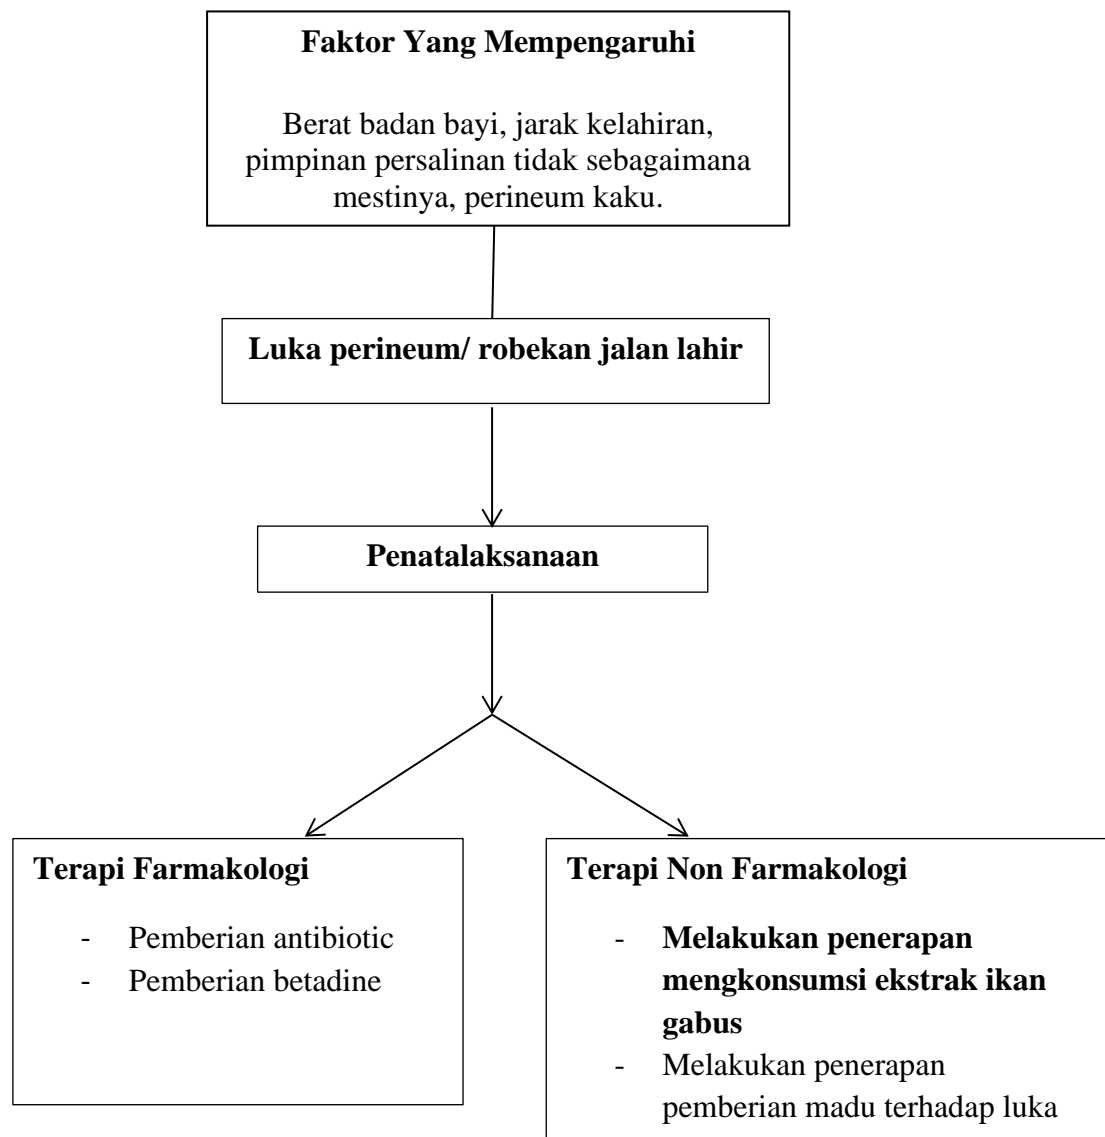 Faktor Yang Mempengaruhi
Berat badan bayi, jarak kelahiran,
pimpinan persalinan tidak sebagaimana
mestinya, perineum kaku.
Luka perineum/ robekan jalan lahir
Penatalaksanaan
Terapi Farmakologi
- Pemberian antibiotic
- Pemberian betadine
Terapi Non Farmakologi
- Melakukan penerapan
mengkonsumsi ekstrak ikan
gabus
- Melakukan penerapan
pemberian madu terhadap luka